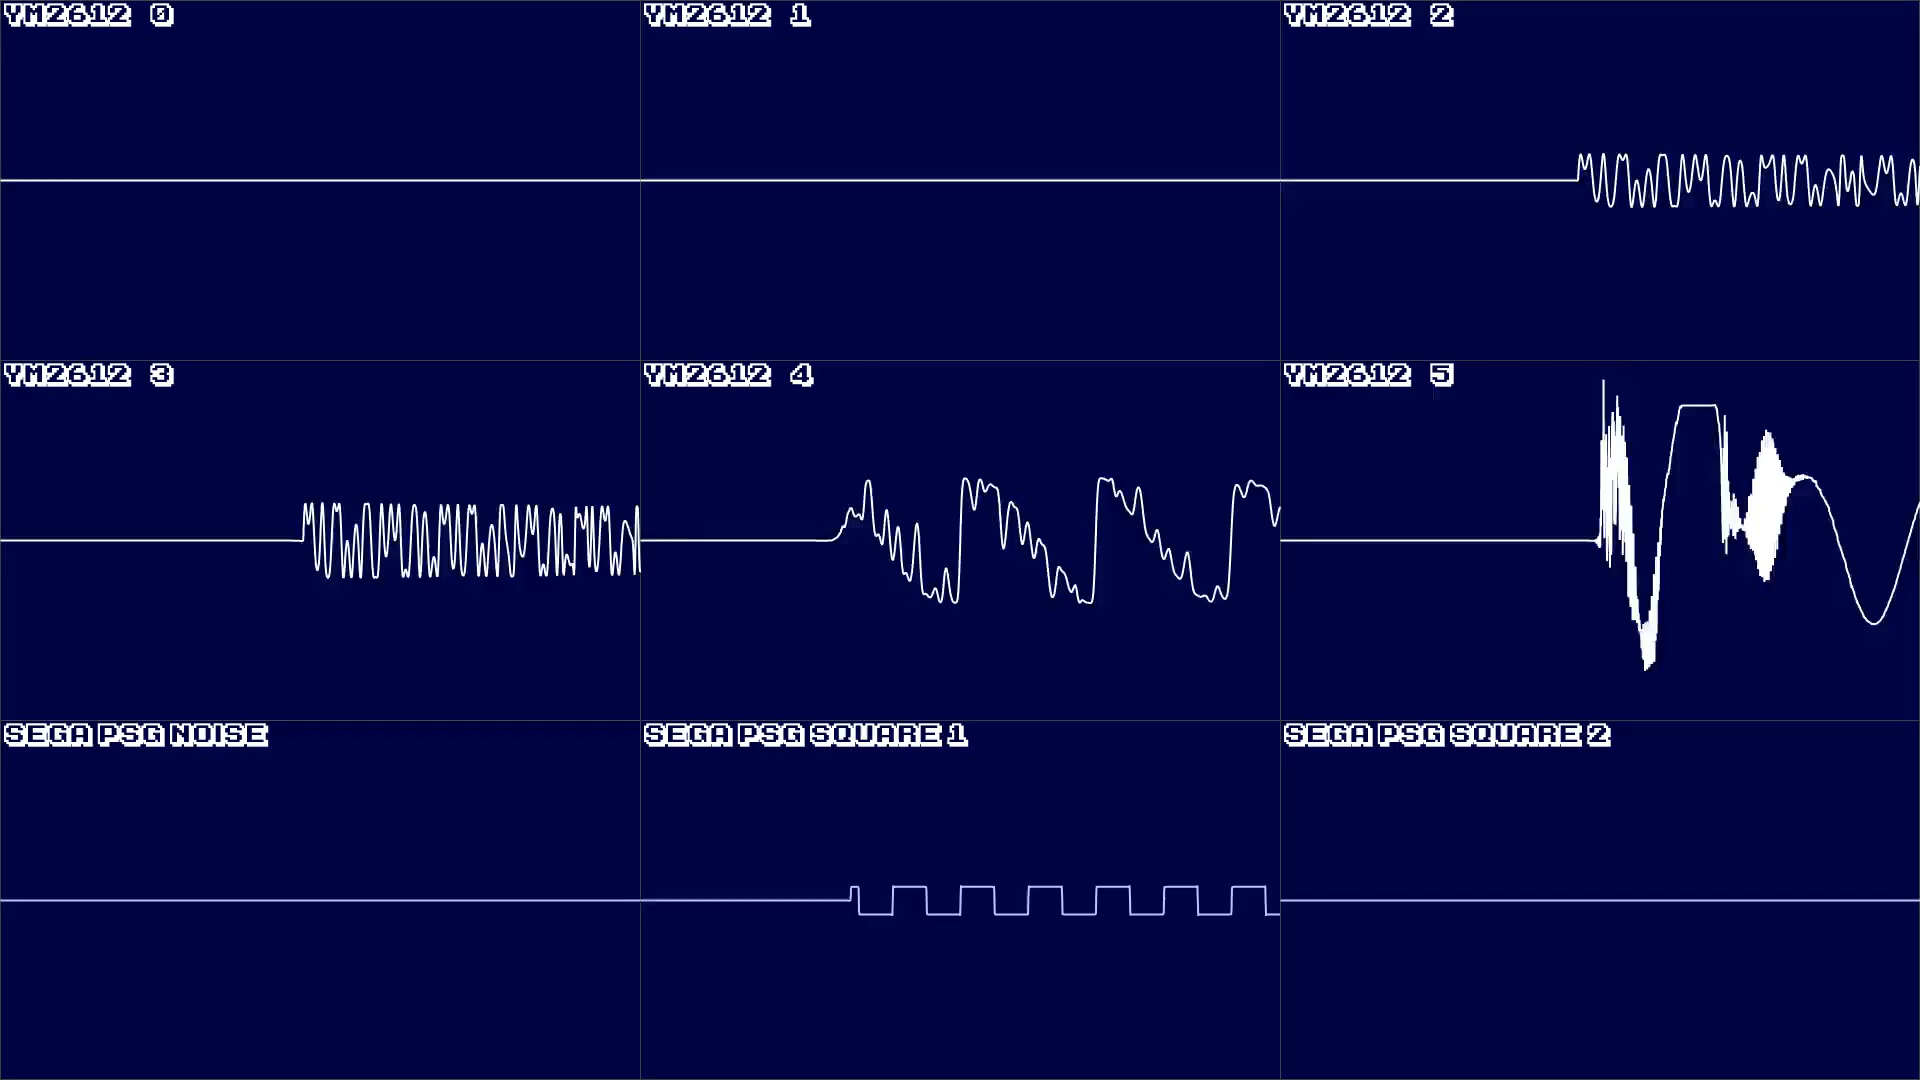 YM2612 0
YM2612 1
YM2612 2
YM2612 3
YM2612 4
YM2612 5
SEGA PSG NOISE
SEGA PSG SQUARE 1
SEGA PSG SQUARE 2